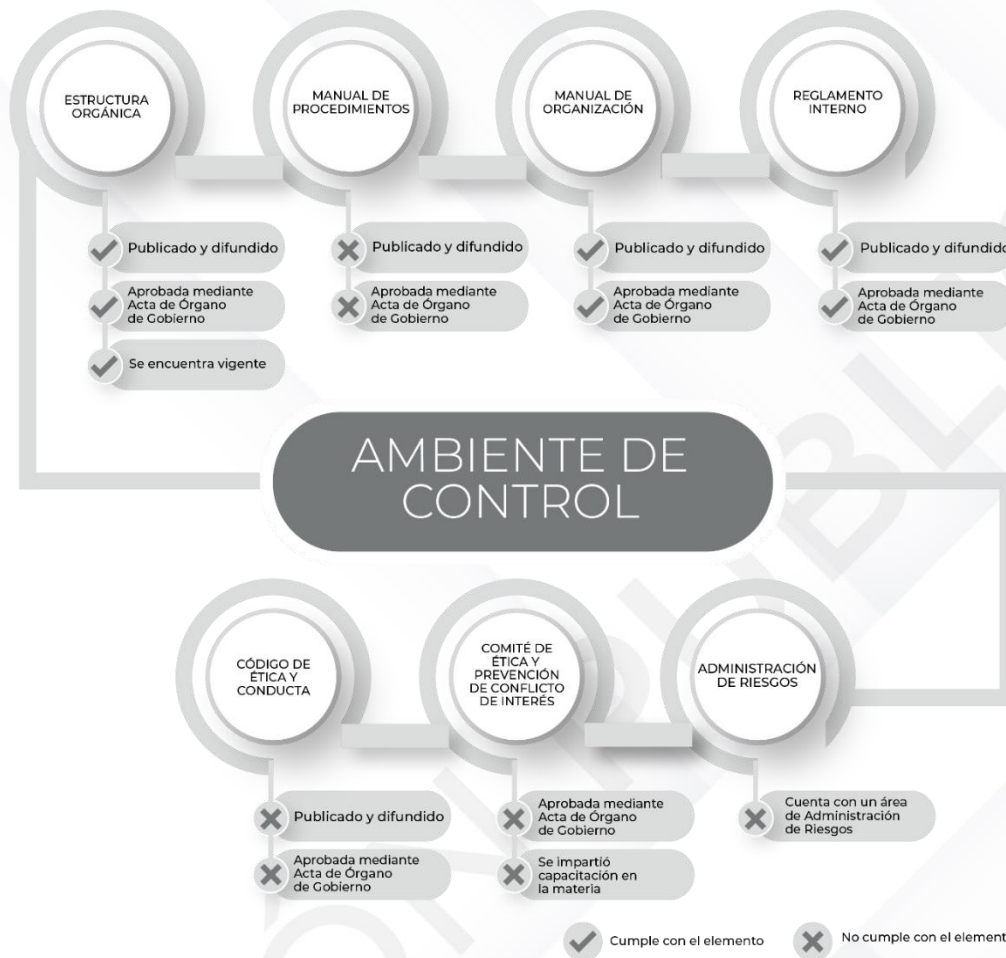 ESTRUCTURA
ORGÁNICA
MANUAL DE
PROCEDIMIENTOS
MANUAL DE
ORGANIZACIÓN
REGLAMENTO
INTERNO
Publicado y difundido
Aprobada mediante
Acta de Órgano
de Gobierno
Se encuentra vigente
Publicado y difundido
Aprobada mediante
Acta de Órgano
de Gobierno
Publicado y difundido
Aprobada mediante
Acta de Órgano
de Gobierno
Publicado y difundido
Aprobada mediante
Acta de Órgano
de Gobierno
AMBIENTE DE
CONTROL
CÓDIGO DE
ÉTICA Y
CONDUCTA
COMITÉ DE
ÉTICA Y
PREVENCIÓN
DE CONFLICTO
DE INTERÉS
ADMINISTRACIÓN
DE RIESGOS
Publicado y difundido
Aprobada mediante
Acta de Órgano
de Gobierno
Aprobada mediante
Acta de Órgano
de Gobierno
Se impartió
capacitación en
la materia
Cuenta con un área
de Administración
de Riesgos
Cumple con el elemento
No cumple con el element